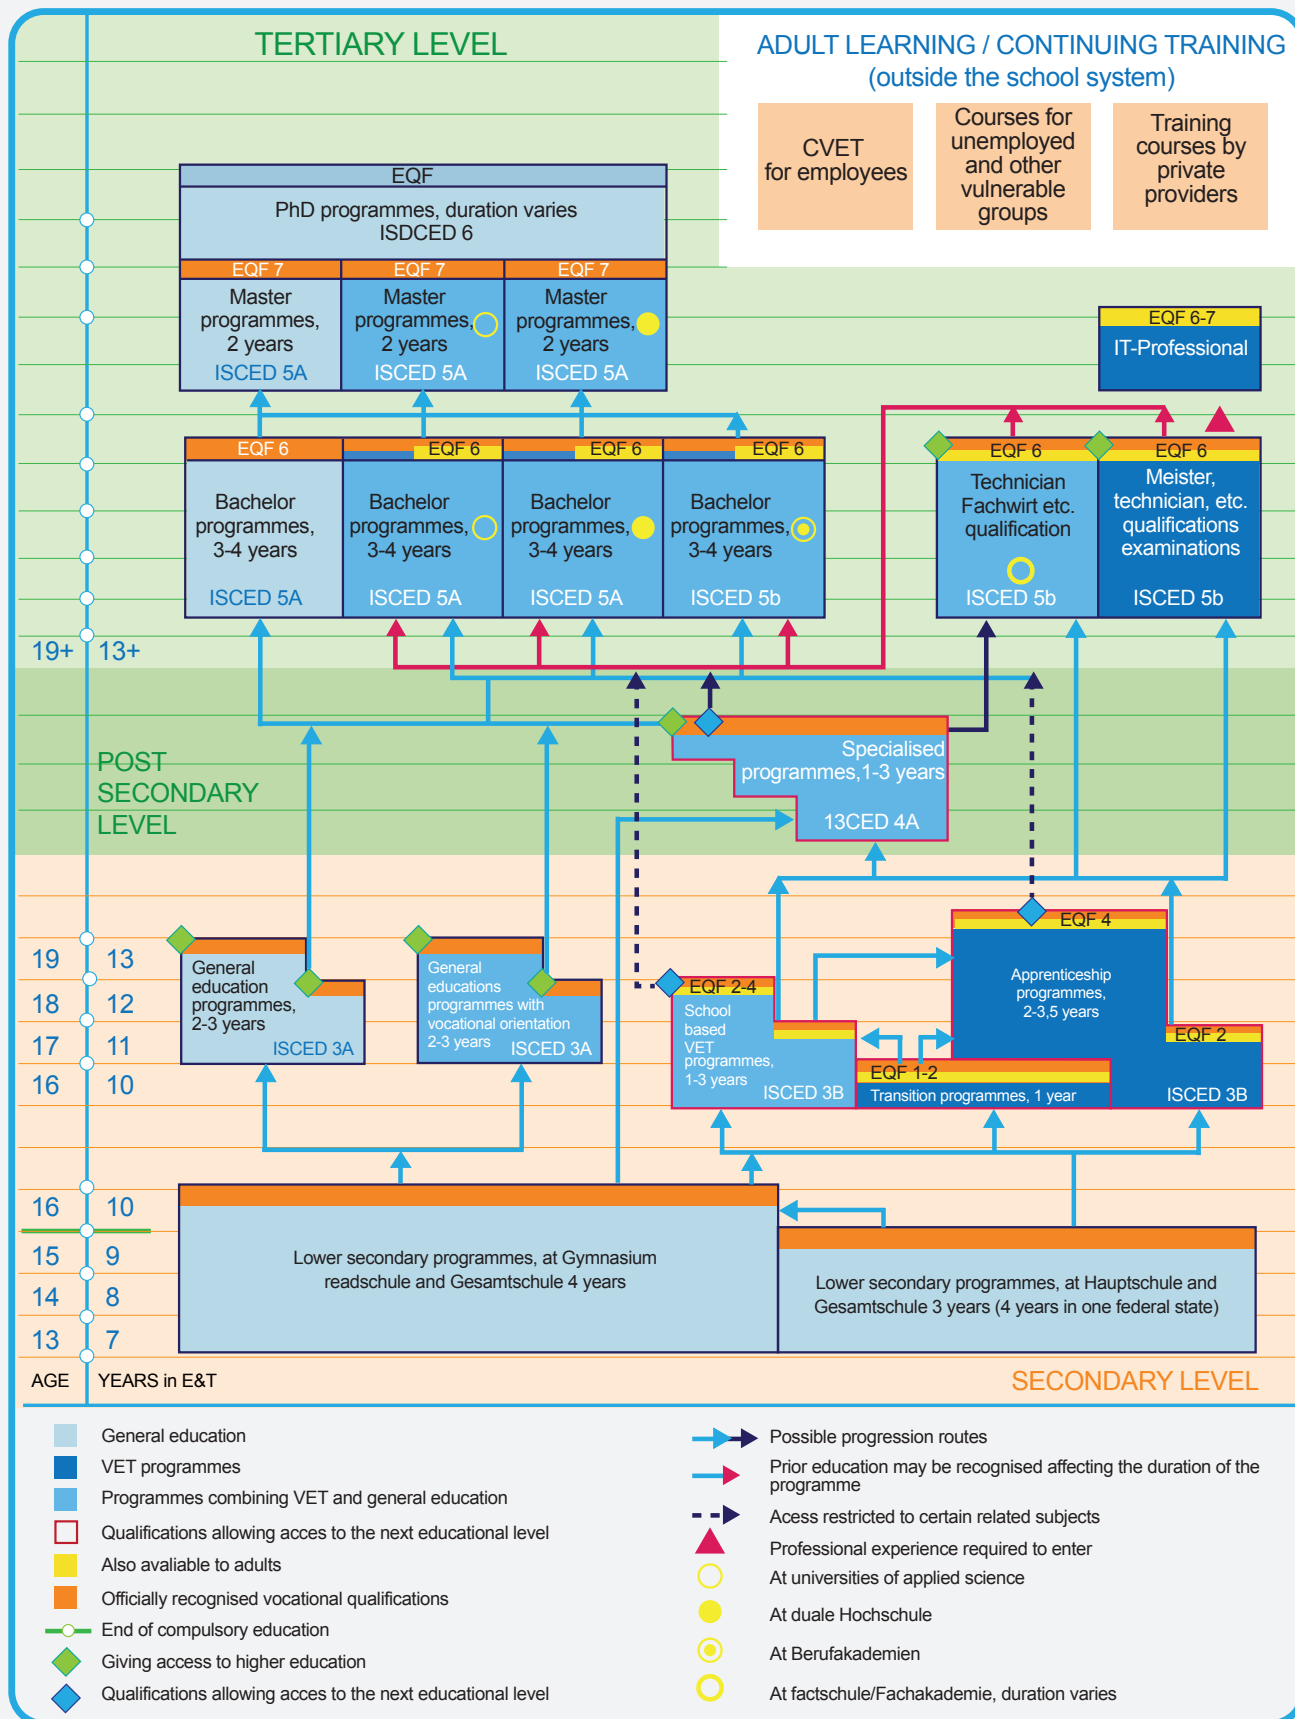 TERTIARY LEVEL
ADULT LEARNING / CONTINUING TRAINING
(outside the school system)
CVET
for employees
Courses for
unemployed
and other
vulnerable
groups
Training
courses by
private
providers
EQF
PhD programmes, duration varies
ISDCED 6
EQF 7
Master
programmes,
2 years
ISCED 5A
EQF 7
Master
programmes,
2 years
ISCED 5A
EQF 7
Master
programmes,
2 years
ISCED 5A
EQF 6-7
IT-Professional
EQF 6
Bachelor
programmes,
3-4 years
ISCED 5A
EQF 6
Bachelor
programmes,
3-4 years
ISCED 5A
EQF 6
Bachelor
programmes,
3-4 years
ISCED 5A
EQF 6
Bachelor
programmes,
3-4 years
ISCED 5b
EQF 6
Technician
Fachwirt etc.
qualification
ISCED 5b
EQF 6
Meister,
technician, etc.
qualifications
examinations
ISCED 5b
19+ 13+
POST
SECONDARY
LEVEL
Specialised
programmes,1-3 years
13CED 4A
19 13
18 12
17 11
16 10
General
education
programmes,
2-3 years
ISCED 3A
General
educations
programmes with
vocational orientation
2-3 years
ISCED 3A
EQF 2-4
School
based
VET
programmes,
1-3 years
ISCED 3B
EQF 4
Apprenticeship
programmes,
2-3,5 years
EQF 1-2
Transition programmes, 1 year
EQF 2
ISCED 3B
16 10
15 9
14 8
13 7
Lower secondary programmes, at Gymnasium
readschule and Gesamtschule 4 years
Lower secondary programmes, at Hauptschule and
Gesamtschule 3 years (4 years in one federal state)
AGE YEARS in E&T
SECONDARY LEVEL
General education
VET programmes
Programmes combining VET and general education
Qualifications allowing acces to the next educational level
Also avaliable to adults
Officially recognised vocational qualifications
End of compulsory education
Giving access to higher education
Qualifications allowing acces to the next educational level
Possible progression routes
Prior education may be recognised affecting the duration of the
programme
Acess restricted to certain related subjects
Professional experience required to enter
At universities of applied science
At duale Hochschule
At Berufakademien
At factschule/Fachakademie, duration varies